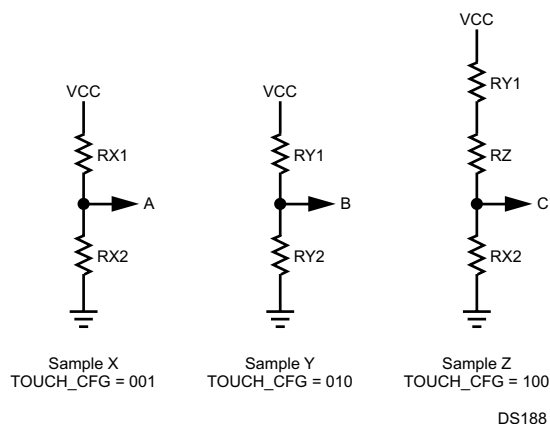 VCC
RY1
RZ
C
RX2
VCC
RX1
A
RX2
VCC
RY1
B
RY2
Sample X
TOUCH_CFG = 001
Sample Y
TOUCH_CFG = 010
Sample Z
TOUCH_CFG = 100
DS188